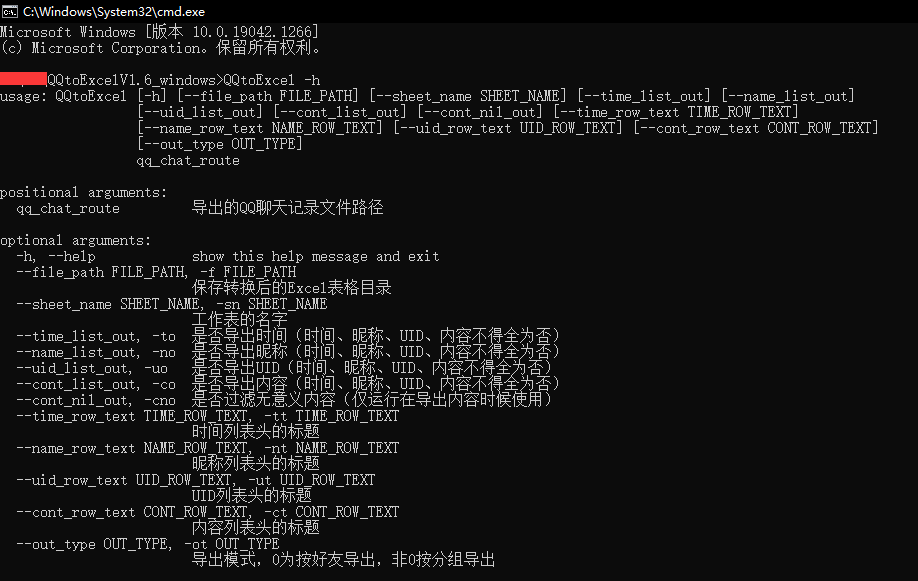 C:\Windows\System32\cmd.exe
Microsoft Windows [版本 10.0.19042.1266]
(c) Microsoft Corporation。保留所有权利。
QQtoExcelV1.6_windows>QQtoExcel -h
usage: QQtoExcel [-h] [--file_path FILE_PATH] [--sheet_name SHEET_NAME] [--time_list_out] [--name_list_out]
[--uid_list_out] [--cont_list_out] [--cont_nil_out] [--time_row_text TIME_ROW_TEXT]
[--name_row_text NAME_ROW_TEXT] [--uid_row_text UID_ROW_TEXT] [--cont_row_text CONT_ROW_TEXT]
[--out_type OUT_TYPE]
qq_chat_route
positional arguments:
qq_chat_route 导出的QQ聊天记录文件路径
optional arguments:
-h, --help show this help message and exit
--file_path FILE_PATH, -f FILE_PATH
保存转换后的Excel表格目录
--sheet_name SHEET_NAME, -sn SHEET_NAME
工作表的名字
--time_list_out, -to 是否导出时间（时间、昵称、UID、内容不得全为否）
--name_list_out, -no 是否导出昵称（时间、昵称、UID、内容不得全为否）
--uid_list_out, -uo 是否导出UID（时间、昵称、UID、内容不得全为否）
--cont_list_out, -co 是否导出内容（时间、昵称、UID、内容不得全为否）
--cont_nil_out, -cno 是否过滤无意义内容（仅运行在导出内容时候使用）
--time_row_text TIME_ROW_TEXT, -tt TIME_ROW_TEXT
时间列表头的标题
--name_row_text NAME_ROW_TEXT, -nt NAME_ROW_TEXT
昵称列表头的标题
--uid_row_text UID_ROW_TEXT, -ut UID_ROW_TEXT
UID列表头的标题
--cont_row_text CONT_ROW_TEXT, -ct CONT_ROW_TEXT
内容列表头的标题
--out_type OUT_TYPE, -ot OUT_TYPE
导出模式，0为按好友导出，非0按分组导出